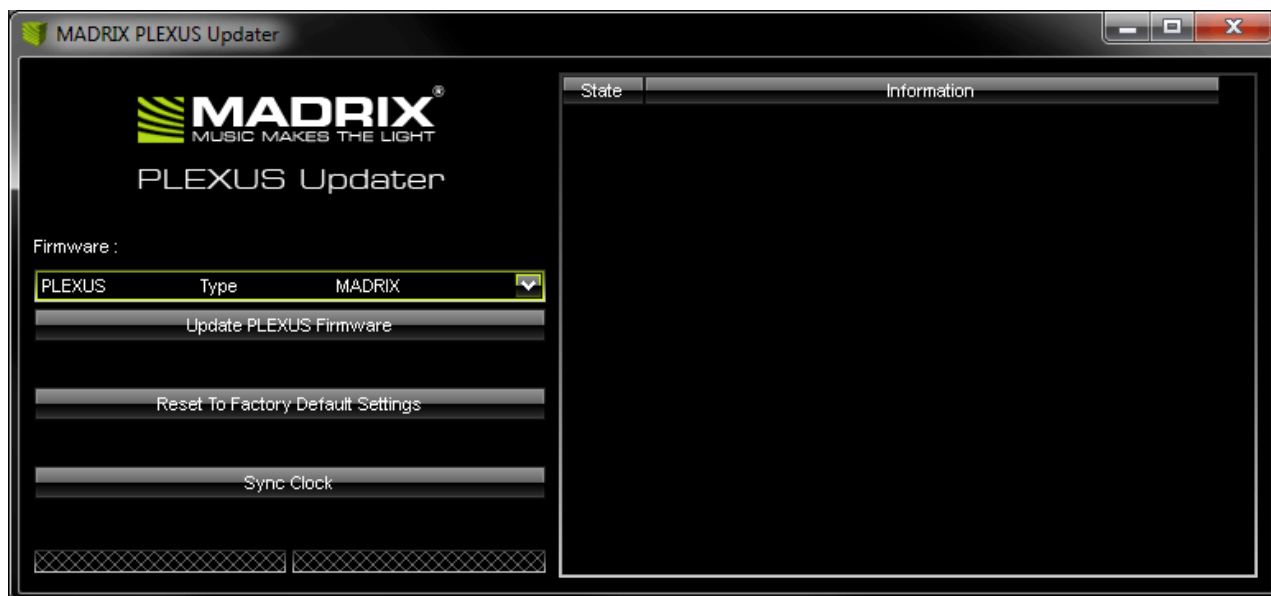 MADRIX PLEXUS Updater
MADRIX®
MUSIC MAKES THE LIGHT
PLEXUS Updater
Firmware :
PLEXUS Type MADRIX
Update PLEXUS Firmware
Reset To Factory Default Settings
Sync Clock
State Information